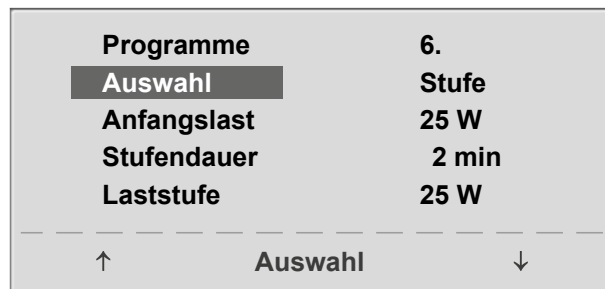 Programme 6.
Auswahl Stufe
Anfangslast 25 W
Stufendauer 2 min
Laststufe 25 W
↑ Auswahl ↓